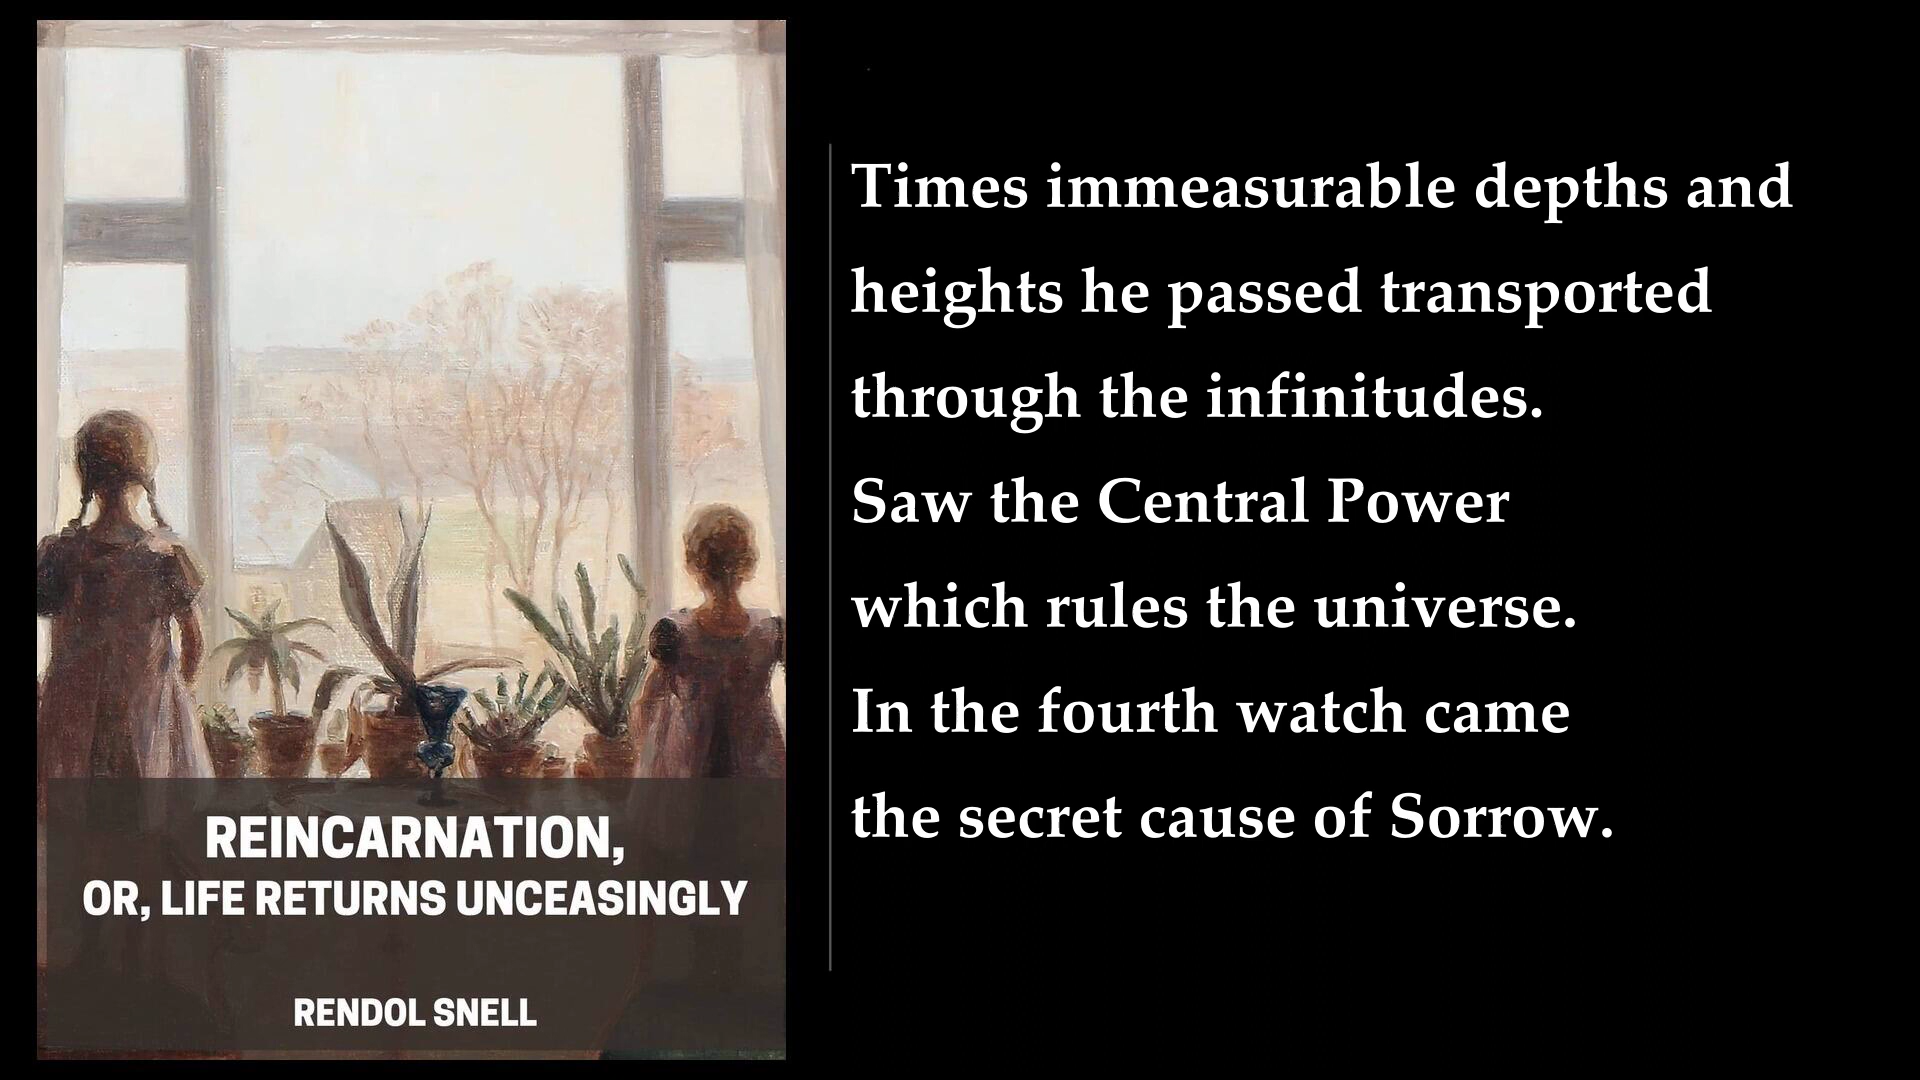 REINCARNATION,
OR, LIFE RETURNS UNCEASINGLY
RENDOL SNELL
Times immeasurable depths and
heights he passed transported
through the infinitudes.
Saw the Central Power
which rules the universe.
In the fourth watch came
the secret cause of Sorrow.